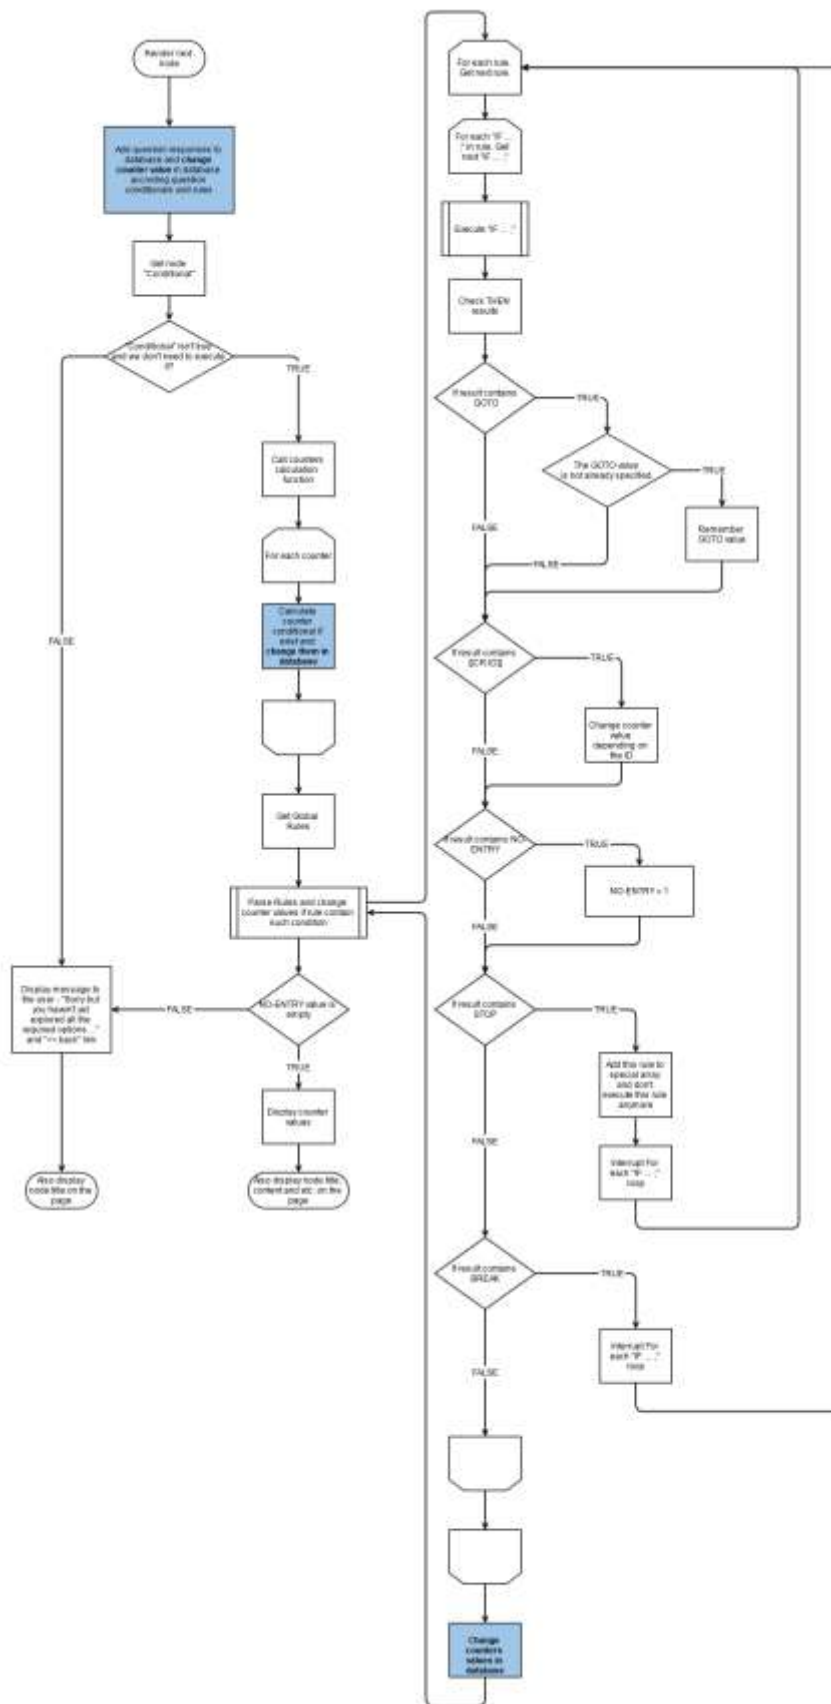 Render next
node
Add question responses to
database and change
counter value in database
according question
conditionals and rules
Get node
"Conditional"
"Conditional" isn't true
and we don't need to execute
it?
TRUE
FALSE
Call counters
calculation
function
For each counter
Calculate
counter
conditional if
exist and
change them in
database
Get Global
Rules
Parse Rules and change
counter values if rule contain
such condition
NO-ENTRY value is
empty
FALSE
TRUE
Display message to
the user - "Sorry but
you haven't yet
explored all the
required options ..."
and "<< back" link
Display counter
values
Also display
node title on the
page
Also display node title,
content and etc. on the
page
For each rule.
Get next rule.
For each "IF ... ;
" in rule. Get
next "IF ... ;"
Execute "IF ... ;"
Check THEN
results
If result contains
GOTO
TRUE
FALSE
The GOTO value
is not already specified.
TRUE
FALSE
Remember
GOTO value
If result contains
[[CR:ID]]
TRUE
FALSE
Change counter
value
depending on
the ID
If result contains NO-
ENTRY
TRUE
FALSE
NO-ENTRY = 1
If result contains
STOP
TRUE
FALSE
Add this rule to
special array
and don't
execute this rule
anymore
Interrupt For
each "IF ... ;"
loop
If result contains
BREAK
TRUE
FALSE
Interrupt For
each "IF ... ;"
loop
Change
counters
values in
database